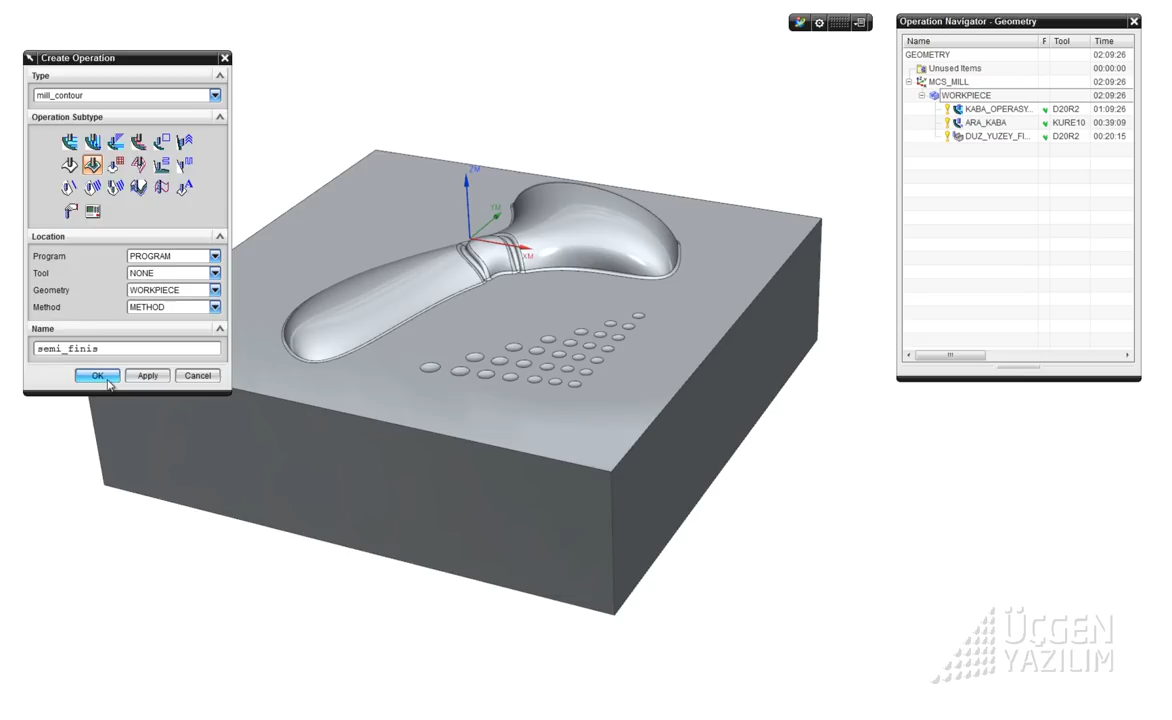 Create Operation
Type
mill_contour
Operation Subtype
Location
Program PROGRAM
Tool NONE
Geometry WORKPIECE
Method METHOD
Name
semi_finis
OK Apply Cancel
ZM
YM
XM
Operation Navigator - Geometry
Name F Tool Time
GEOMETRY 02:09:26
Unused Items 00:00:00
MCS_MILL 02:09:26
WORKPIECE 02:09:26
KABA_OPERASY... D20R2 01:09:26
ARA_KABA KURE10 00:39:09
DUZ_YUZEY_FI... D20R2 00:20:15
ÜÇGEN
YAZILIM